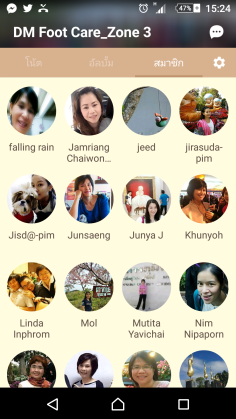 47% 15:24
DM Foot Care_Zone 3
โน้ต อัลบั้ม สมาชิก
falling rain
Jamriang
Chaiwon...
jeed
jirasuda-
pim
Jisd@-pim
Junsaeng
Junya J
Khunyoh
Linda
Inphrom
Mol
Mutita
Yavichai
Nim
Nipaporn